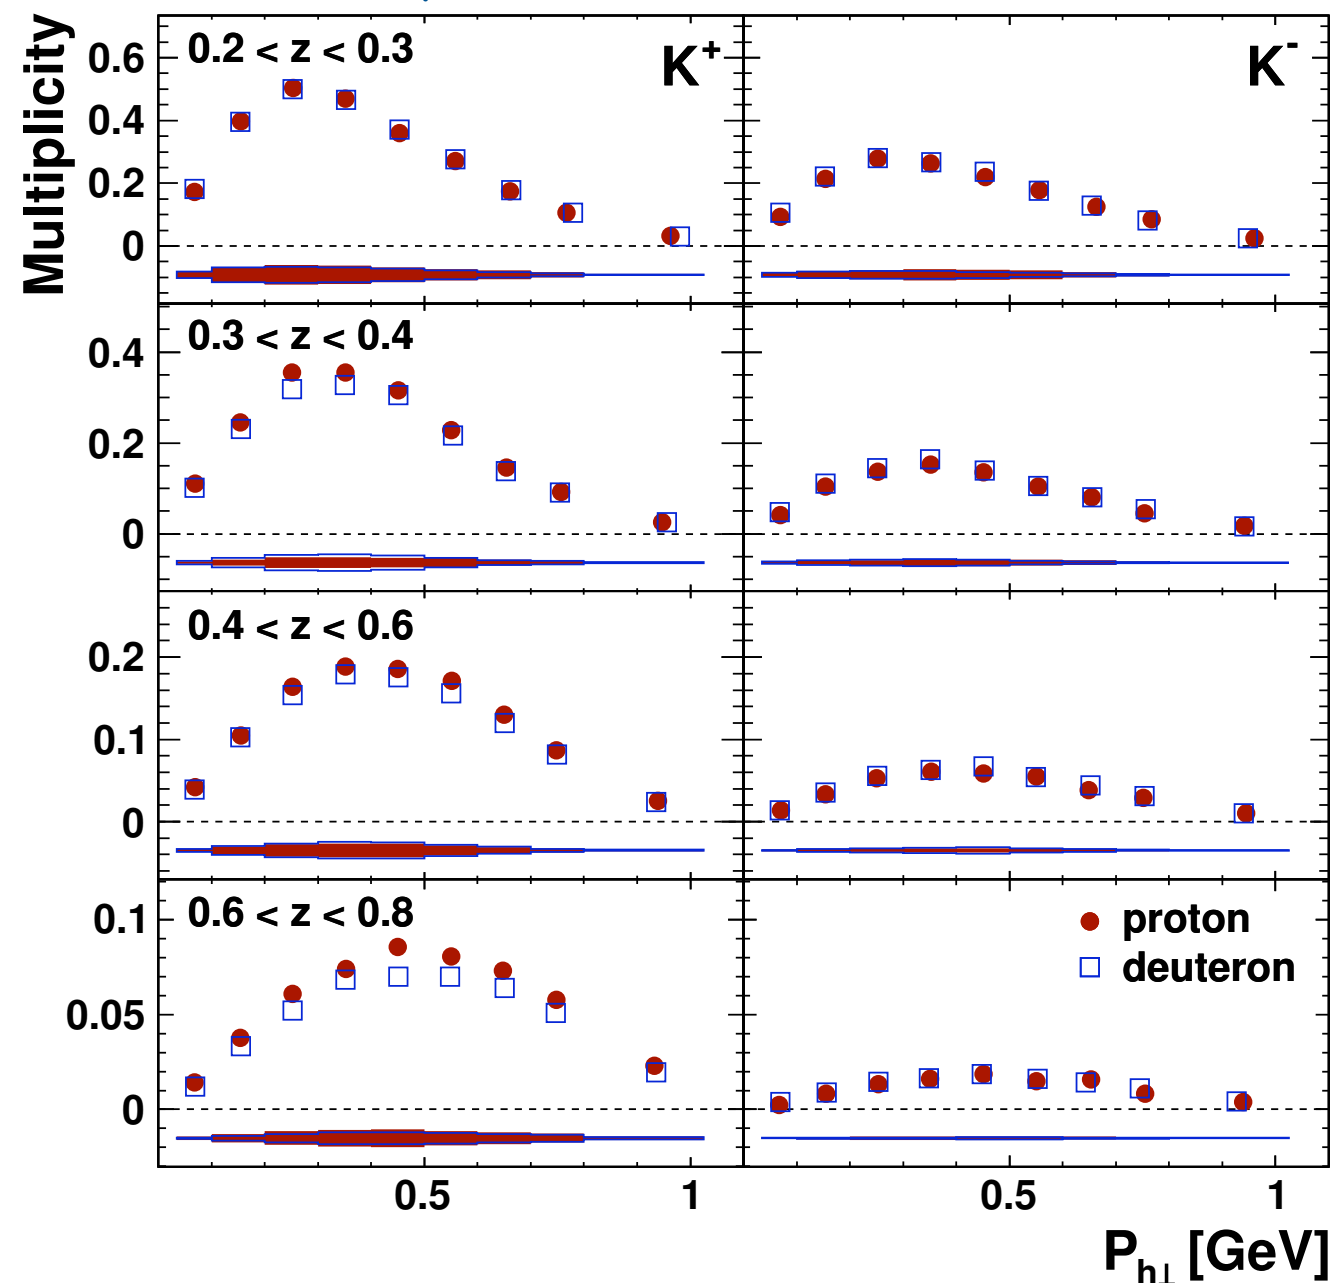 Multiplicity
0.2 < z < 0.3
K+
K-
0.6
0.4
0.2
0
0.3 < z < 0.4
0.4
0.2
0
0.4 < z < 0.6
0.2
0.1
0
0.6 < z < 0.8
proton
deuteron
0.1
0.05
0
0.5 1 0.5 1
Ph⊥ [GeV]